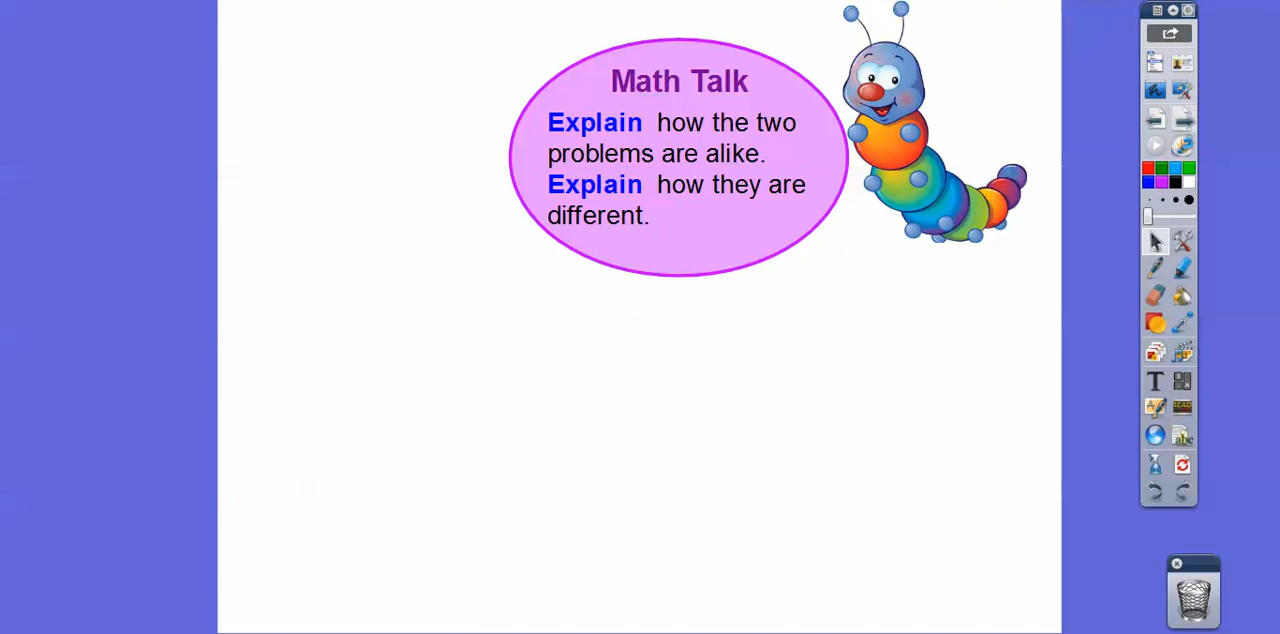 Math Talk
Explain how the two
problems are alike.
Explain how they are
different.